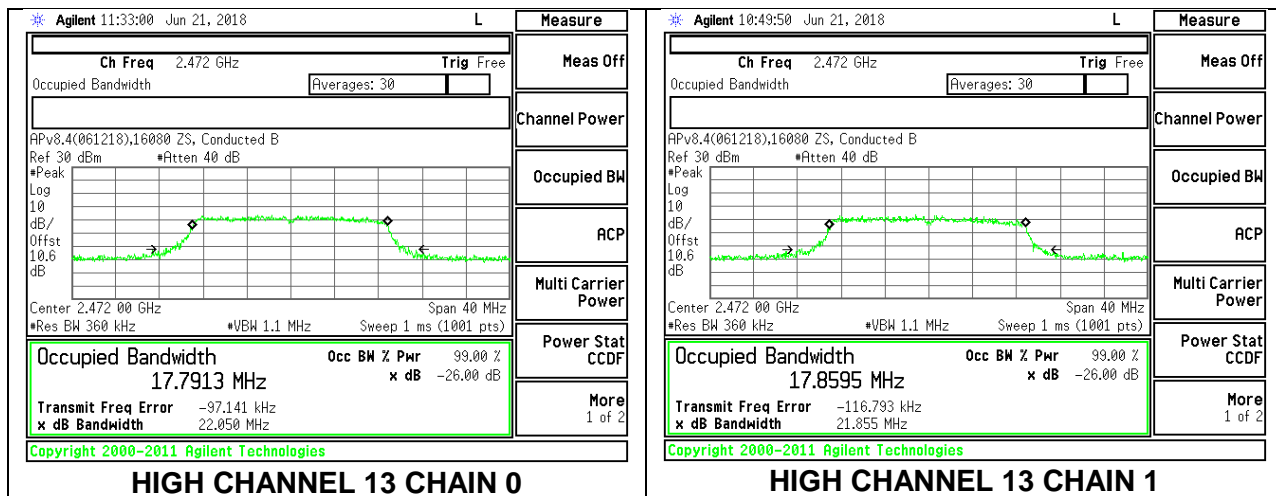 Agilent 11:33:00 Jun 21, 2018 L
Measure
Ch Freq 2.472 GHz Trig Free
Occupied Bandwidth Averages: 30
APv8.4(061218),16080 ZS, Conducted B
Ref 30 dBm #Atten 40 dB
#Peak
Log
10
dB/
Offst
10.6
dB
Center 2.472 00 GHz Span 40 MHz
#Res BW 360 kHz #VBW 1.1 MHz Sweep 1 ms (1001 pts)
Occupied Bandwidth Occ BW % Pwr 99.00 %
17.7913 MHz x dB -26.00 dB
Transmit Freq Error -97.141 kHz
x dB Bandwidth 22.050 MHz
Copyright 2000-2011 Agilent Technologies
Meas Off
Channel Power
Occupied BW
ACP
Multi Carrier
Power
Power Stat
CCDF
More
1 of 2
HIGH CHANNEL 13 CHAIN 0
Agilent 10:49:50 Jun 21, 2018 L
Measure
Ch Freq 2.472 GHz Trig Free
Occupied Bandwidth Averages: 30
APv8.4(061218),16080 ZS, Conducted B
Ref 30 dBm #Atten 40 dB
#Peak
Log
10
dB/
Offst
10.6
dB
Center 2.472 00 GHz Span 40 MHz
#Res BW 360 kHz #VBW 1.1 MHz Sweep 1 ms (1001 pts)
Occupied Bandwidth Occ BW % Pwr 99.00 %
17.8595 MHz x dB -26.00 dB
Transmit Freq Error -116.793 kHz
x dB Bandwidth 21.855 MHz
Copyright 2000-2011 Agilent Technologies
Meas Off
Channel Power
Occupied BW
ACP
Multi Carrier
Power
Power Stat
CCDF
More
1 of 2
HIGH CHANNEL 13 CHAIN 1